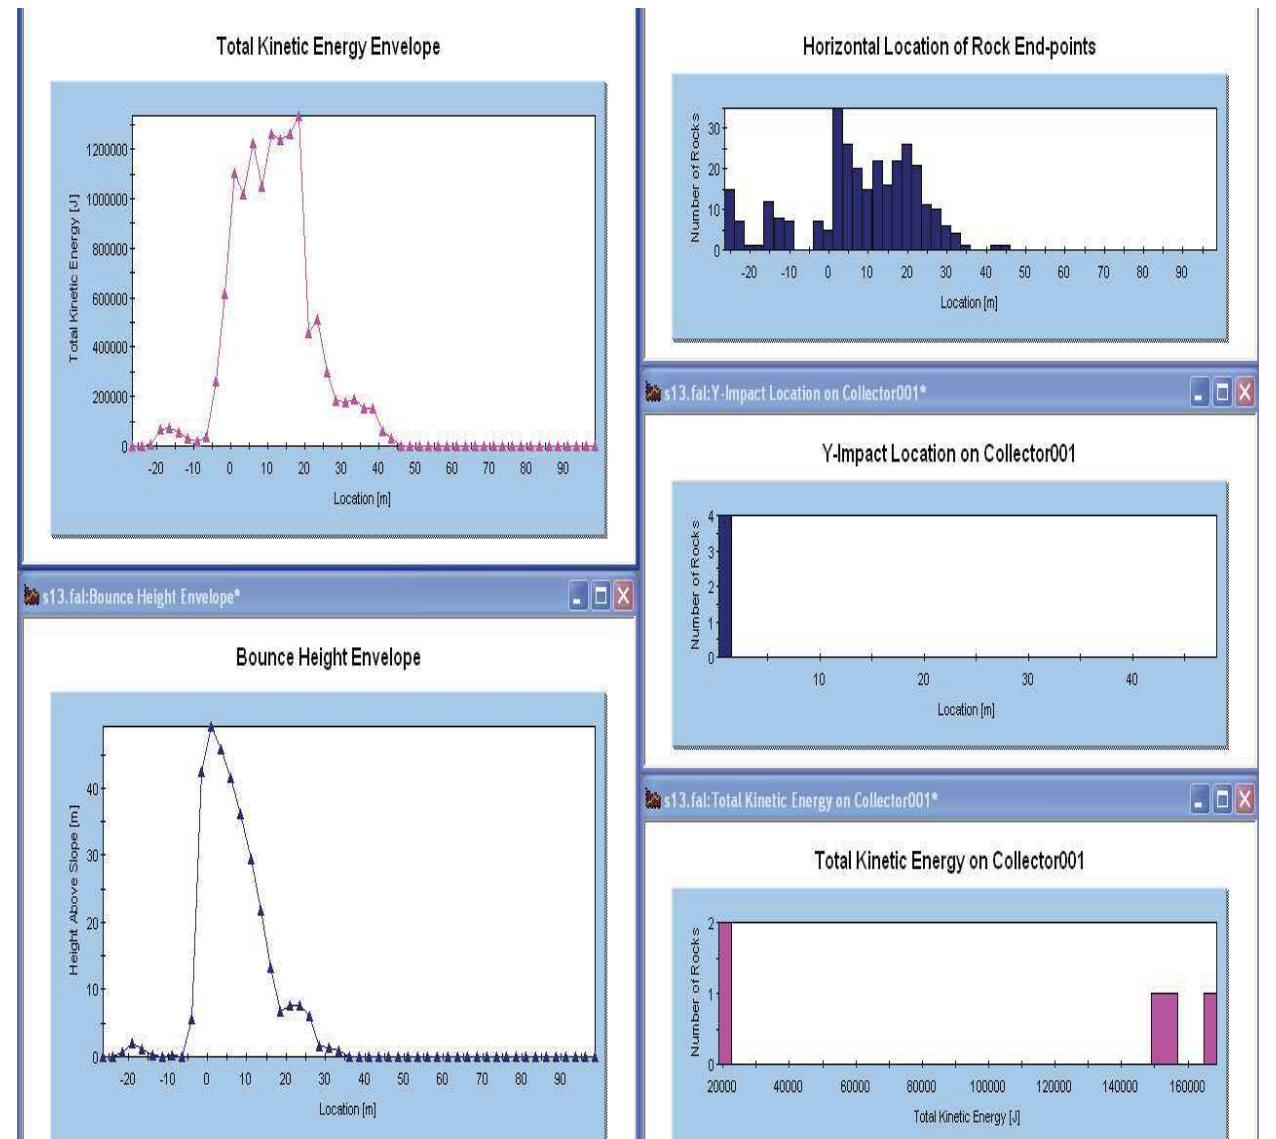 Total Kinetic Energy Envelope
Total Kinetic Energy [J]
1200000
1000000
800000
600000
400000
200000
0
-20 -10 0 10 20 30 40 50 60 70 80 90
Location [m]
s13.fal:Bounce Height Envelope*
Bounce Height Envelope
Height Above Slope [m]
40
30
20
10
0
-20 -10 0 10 20 30 40 50 60 70 80 90
Location [m]
Horizontal Location of Rock End-points
Number of Rocks
30
20
10
0
-20 -10 0 10 20 30 40 50 60 70 80 90
Location [m]
s13.fal:Y-Impact Location on Collector001*
Y-Impact Location on Collector001
Number of Rocks
4
3
2
1
0
10 20 30 40
Location [m]
s13.fal:Total Kinetic Energy on Collector001*
Total Kinetic Energy on Collector001
Number of Rocks
2
1
0
20000 40000 60000 80000 100000 120000 140000 160000
Total Kinetic Energy [J]